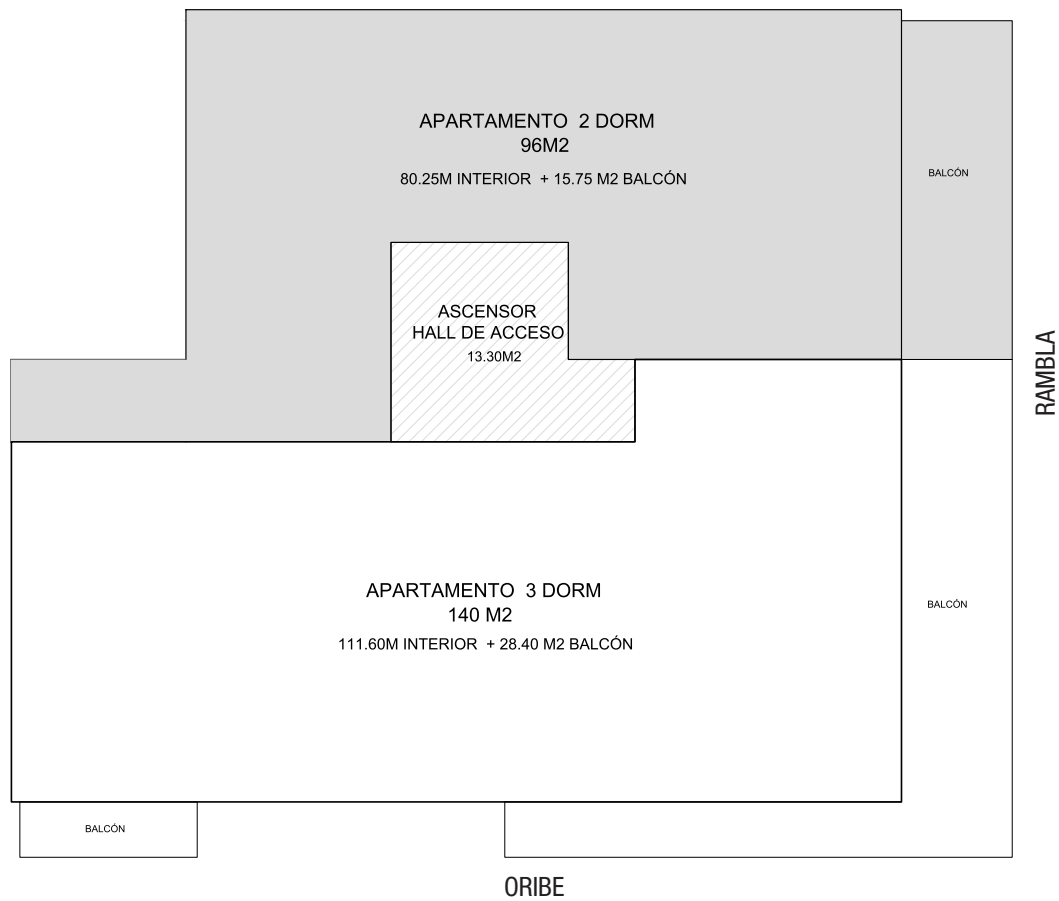 APARTAMENTO 2 DORM
96M2
80.25M INTERIOR + 15.75 M2 BALCÓN
BALCÓN
ASCENSOR
HALL DE ACCESO
13.30M2
RAMBLA
APARTAMENTO 3 DORM
140 M2
111.60M INTERIOR + 28.40 M2 BALCÓN
BALCÓN
BALCÓN
ORIBE